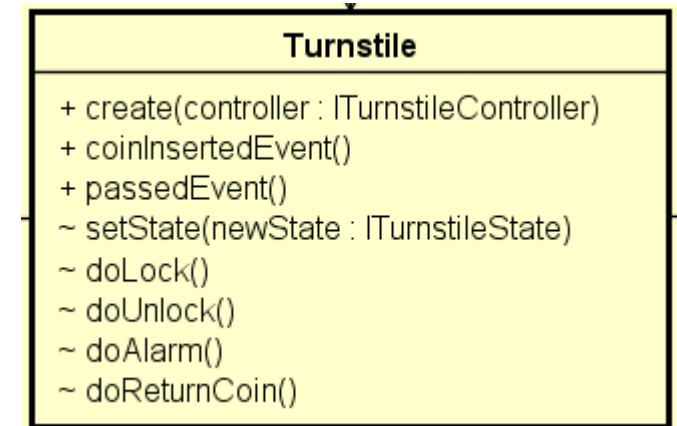 Turnstile
+ create(controller : ITurnstileController)
+ coinInsertedEvent()
+ passedEvent()
~ setState(newState : ITurnstileState)
~ doLock()
~ doUnlock()
~ doAlarm()
~ doReturnCoin()